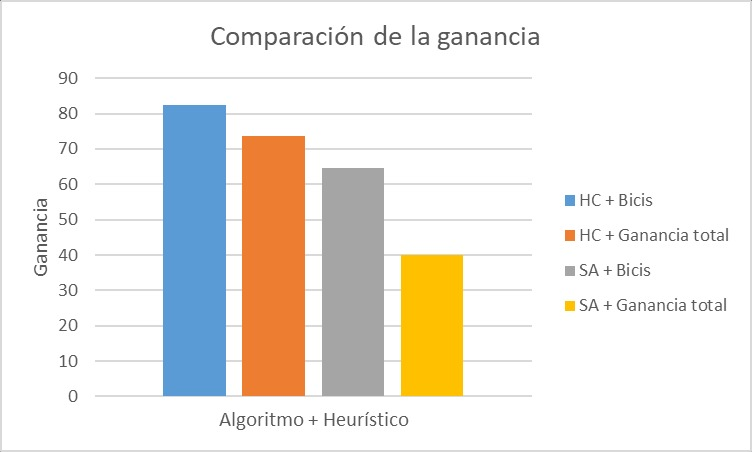 Comparación de la ganancia
90
80
70
60
50
40
30
20
10
0
Ganancia
Algoritmo + Heurístico
HC + Bicis
HC + Ganancia total
SA + Bicis
SA + Ganancia total